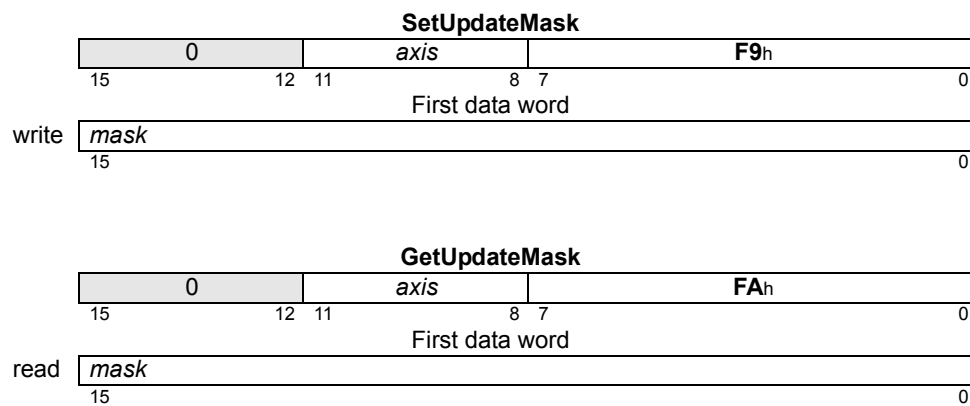 SetUpdateMask
0 axis F9h
15 12 11 8 7 0
First data word
write mask
15 0
GetUpdateMask
0 axis FAh
15 12 11 8 7 0
First data word
read mask
15 0